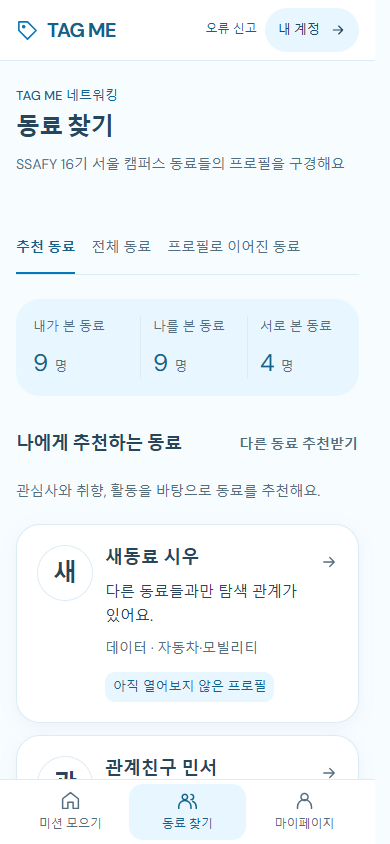 TAG ME
오류 신고
내 계정
TAG ME 네트워킹
동료 찾기
SSAFY 16기 서울 캠퍼스 동료들의 프로필을 구경해요
추천 동료
전체 동료
프로필로 이어진 동료
내가 본 동료
나를 본 동료
서로 본 동료
9 명
9 명
4 명
나에게 추천하는 동료
다른 동료 추천받기
관심사와 취향, 활동을 바탕으로 동료를 추천해요.
새
새동료 시우
다른 동료들과만 탐색 관계가
있어요.
데이터 · 자동차·모빌리티
아직 열어보지 않은 프로필
관계친구 민서
미션 모으기
동료 찾기
마이페이지